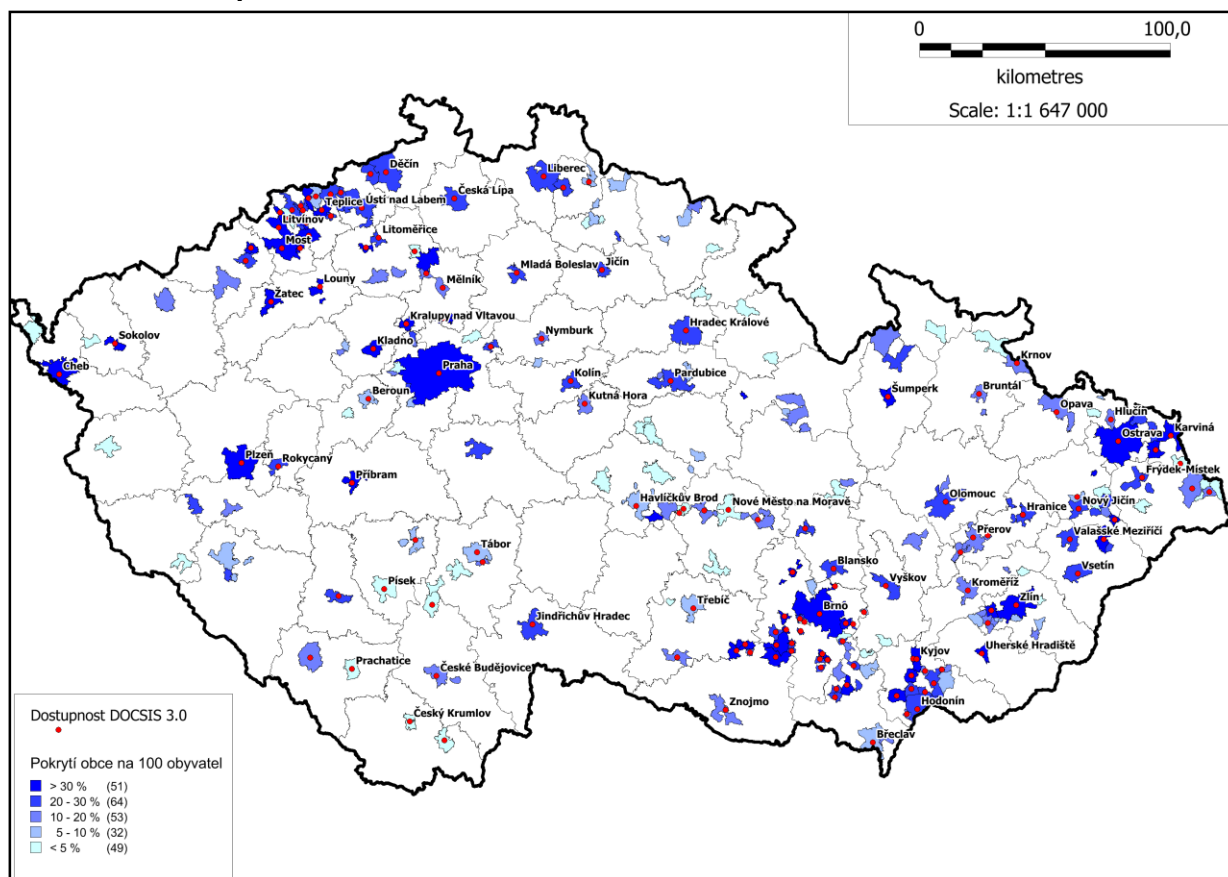 0 100,0
kilometres
Scale: 1:1 647 000
Děčín
Liberec
Česká Lípa
Teplice
Ústí nad Labem
Litvínov
Litoměřice
Most
Mladá Boleslav
Jičín
Louny
Mělník
Žatec
Kralupy nad Vltavou
Sokolov
Nymburk
Hradec Králové
Kladno
Cheb
Praha
Krnov
Kolín
Pardubice
Beroun
Šumperk
Bruntál
Kutná Hora
Opava
Hlučín
Karviná
Ostrava
Plzeň
Rokycany
Příbram
Frýdek-Místek
Havlíčkův Brod
Nové Město na Moravě
Olomouc
Hranice
Nový Jičín
Přerov
Valašské Meziříčí
Tábor
Blansko
Vsetín
Písek
Vyškov
Kroměříž
Třebíč
Zlín
Brno
Jindřichův Hradec
Kyjov
Uherské Hradiště
Prachatice
České Budějovice
Hodonín
Znojmo
Český Krumlov
Břeclav
Dostupnost DOCSIS 3.0
Pokrytí obce na 100 obyvatel
> 30 % (51)
20 - 30 % (64)
10 - 20 % (53)
5 - 10 % (32)
< 5 % (49)